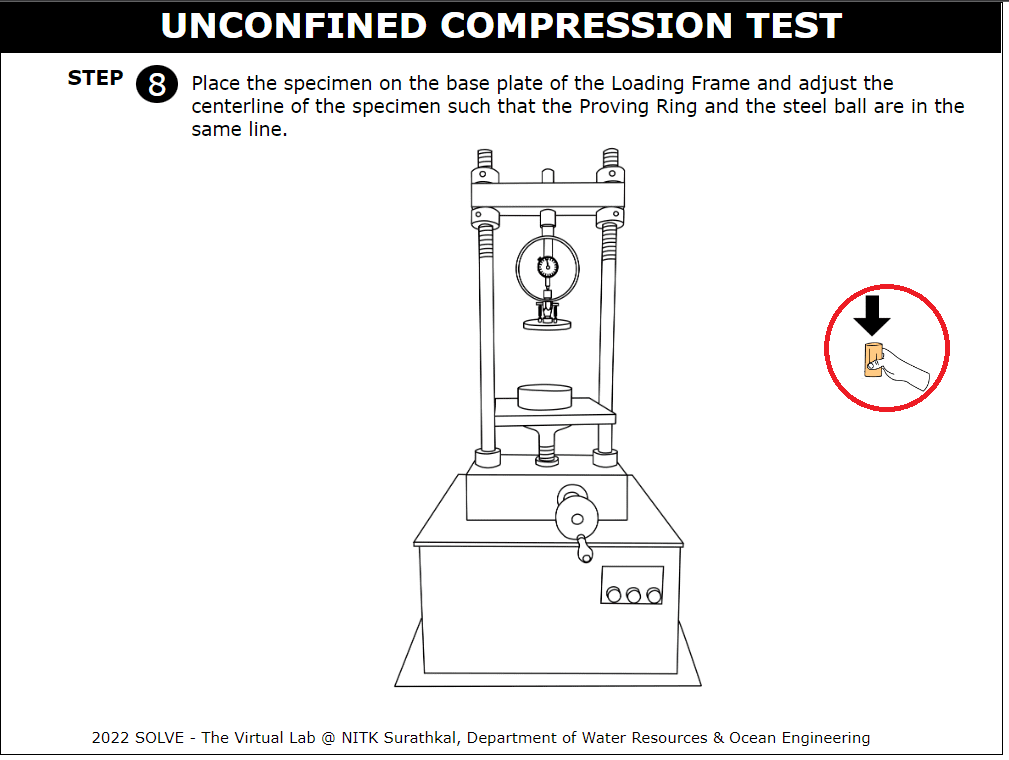 UNCONFINED COMPRESSION TEST
STEP 8 Place the specimen on the base plate of the Loading Frame and adjust the
centerline of the specimen such that the Proving Ring and the steel ball are in the
same line.
2022 SOLVE - The Virtual Lab @ NITK Surathkal, Department of Water Resources & Ocean Engineering